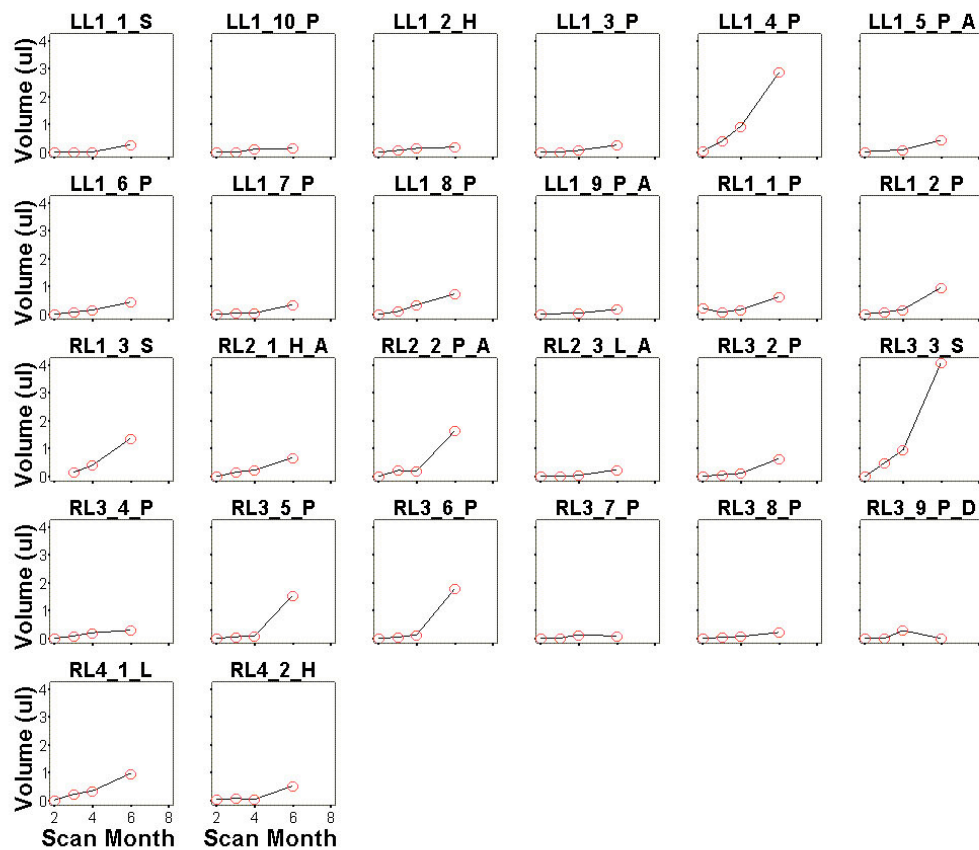 LL1_1_S LL1_10_P LL1_2_H LL1_3_P LL1_4_P LL1_5_P_A
Volume (ul) 4 3 2 1 0
LL1_6_P LL1_7_P LL1_8_P LL1_9_P_A RL1_1_P RL1_2_P
Volume (ul) 4 3 2 1 0
RL1_3_S RL2_1_H_A RL2_2_P_A RL2_3_L_A RL3_2_P RL3_3_S
Volume (ul) 4 3 2 1 0
RL3_4_P RL3_5_P RL3_6_P RL3_7_P RL3_8_P RL3_9_P_D
Volume (ul) 4 3 2 1 0
RL4_1_L RL4_2_H
Volume (ul) 4 3 2 1 0
2 4 6 8 2 4 6 8
Scan Month Scan Month